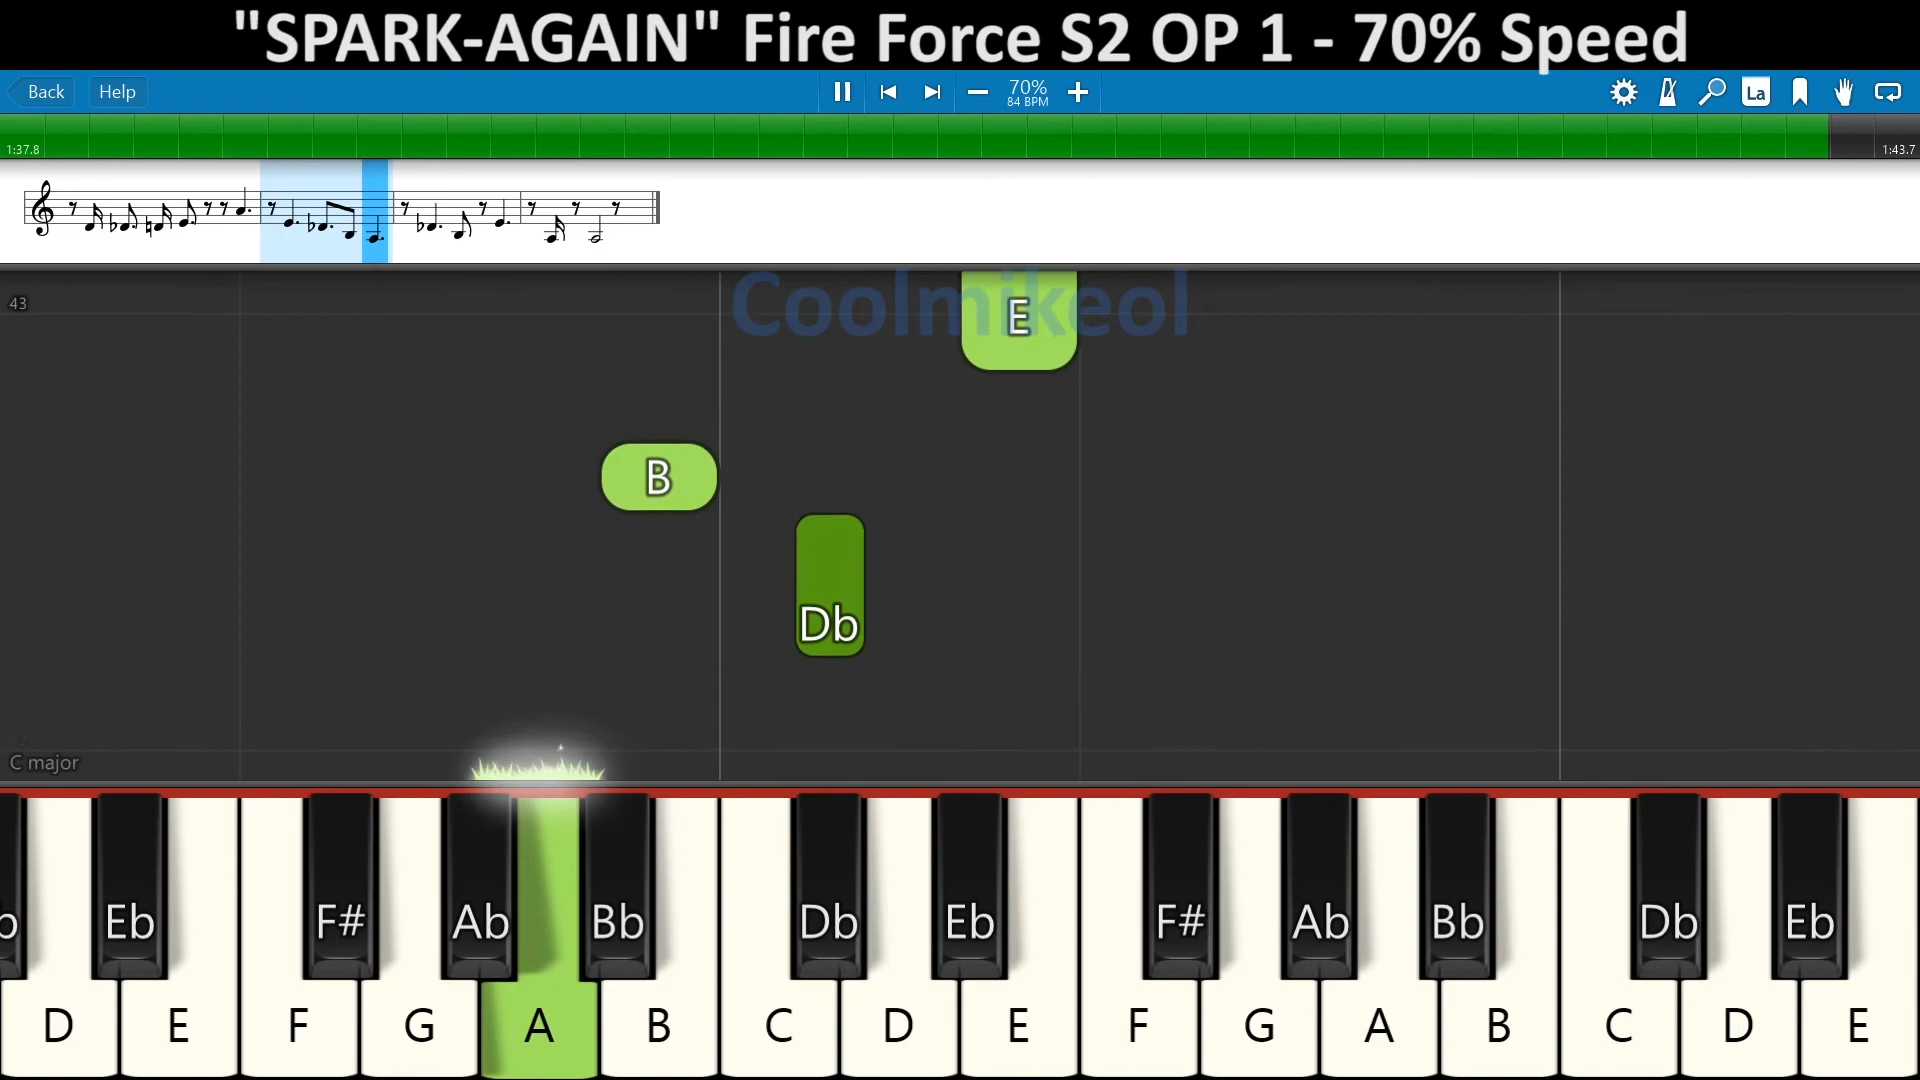 "SPARK-AGAIN" Fire Force S2 OP 1 - 70% Speed
Back Help 70% La
84 BPM
1:37.8 1:43.7
Coolmikeol
43
E
B
Db
C major
b Eb F# Ab Bb Db Eb F# Ab Bb Db Eb
D E F G A B C D E F G A B C D E